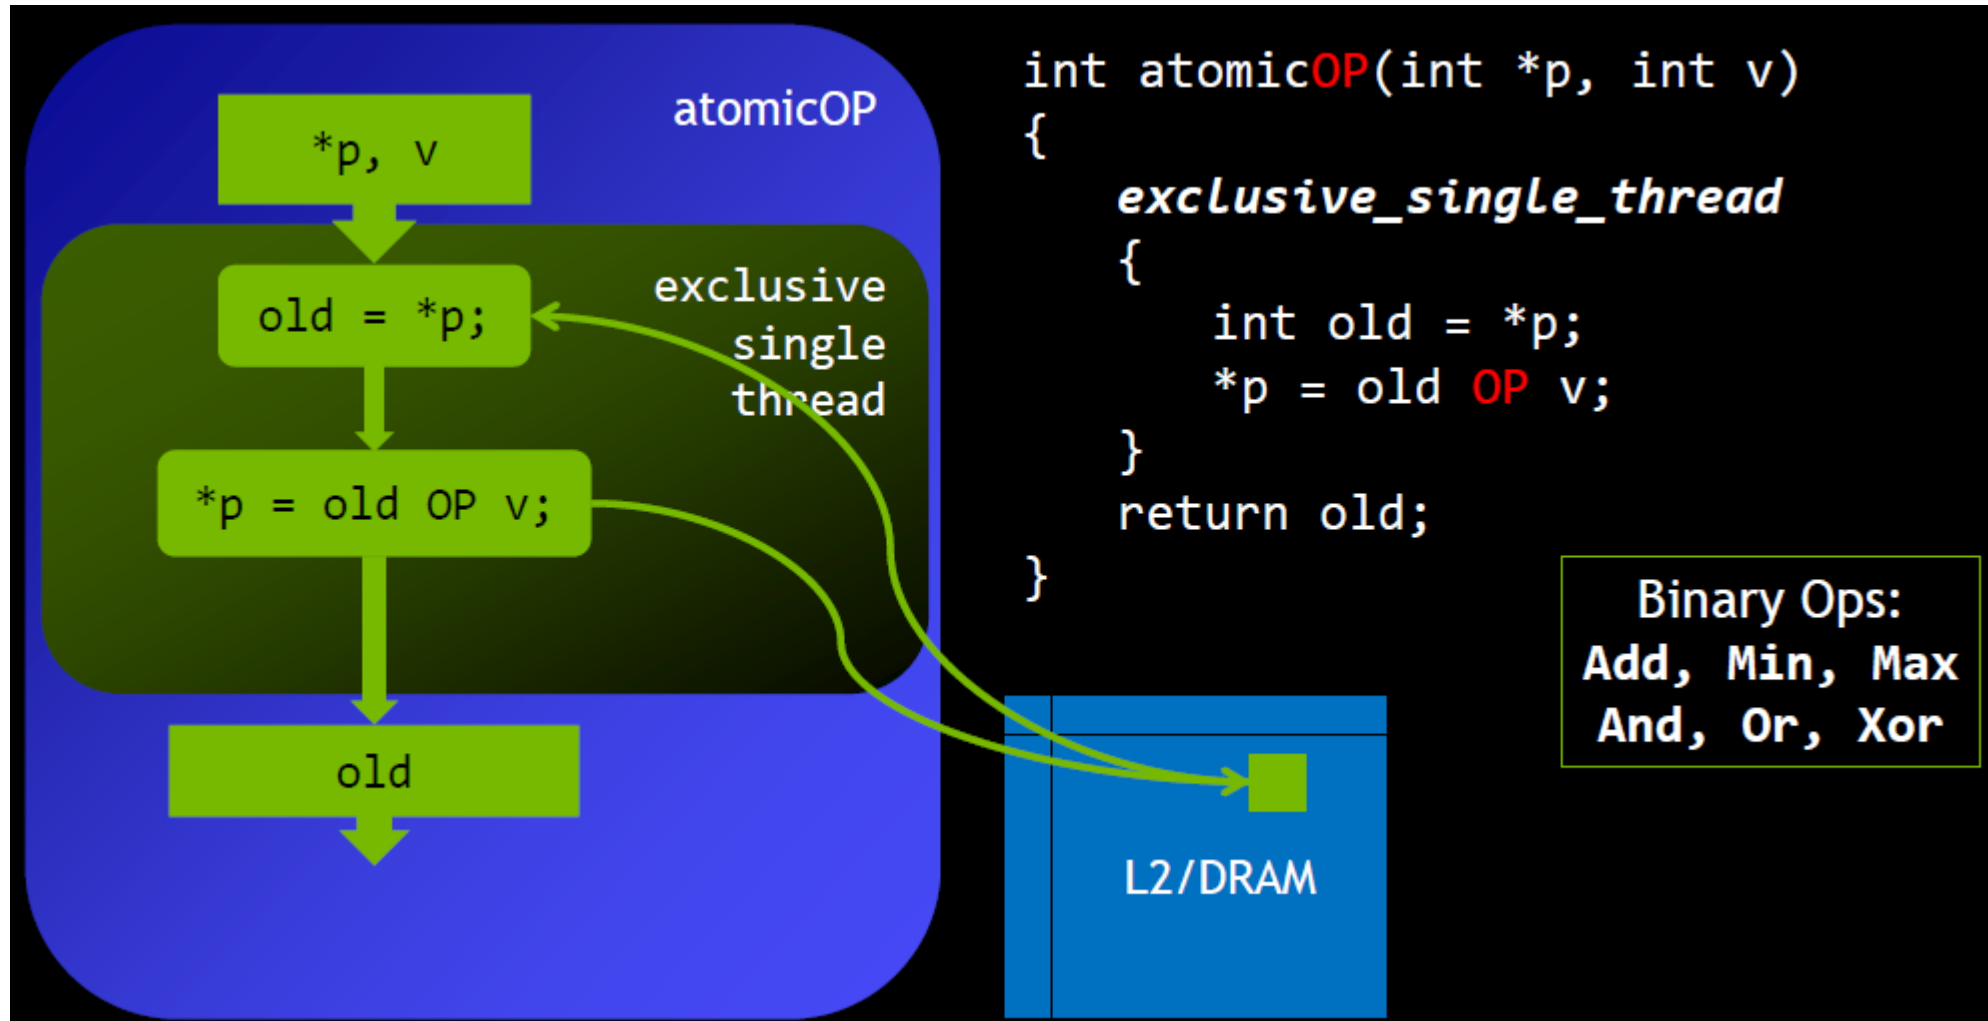 atomicOP
*p, v
exclusive
single
thread
old = *p;
*p = old OP v;
old
int atomicOP(int *p, int v)
{
exclusive_single_thread
{
int old = *p;
*p = old OP v;
}
return old;
}
Binary Ops:
Add, Min, Max
And, Or, Xor
L2/DRAM